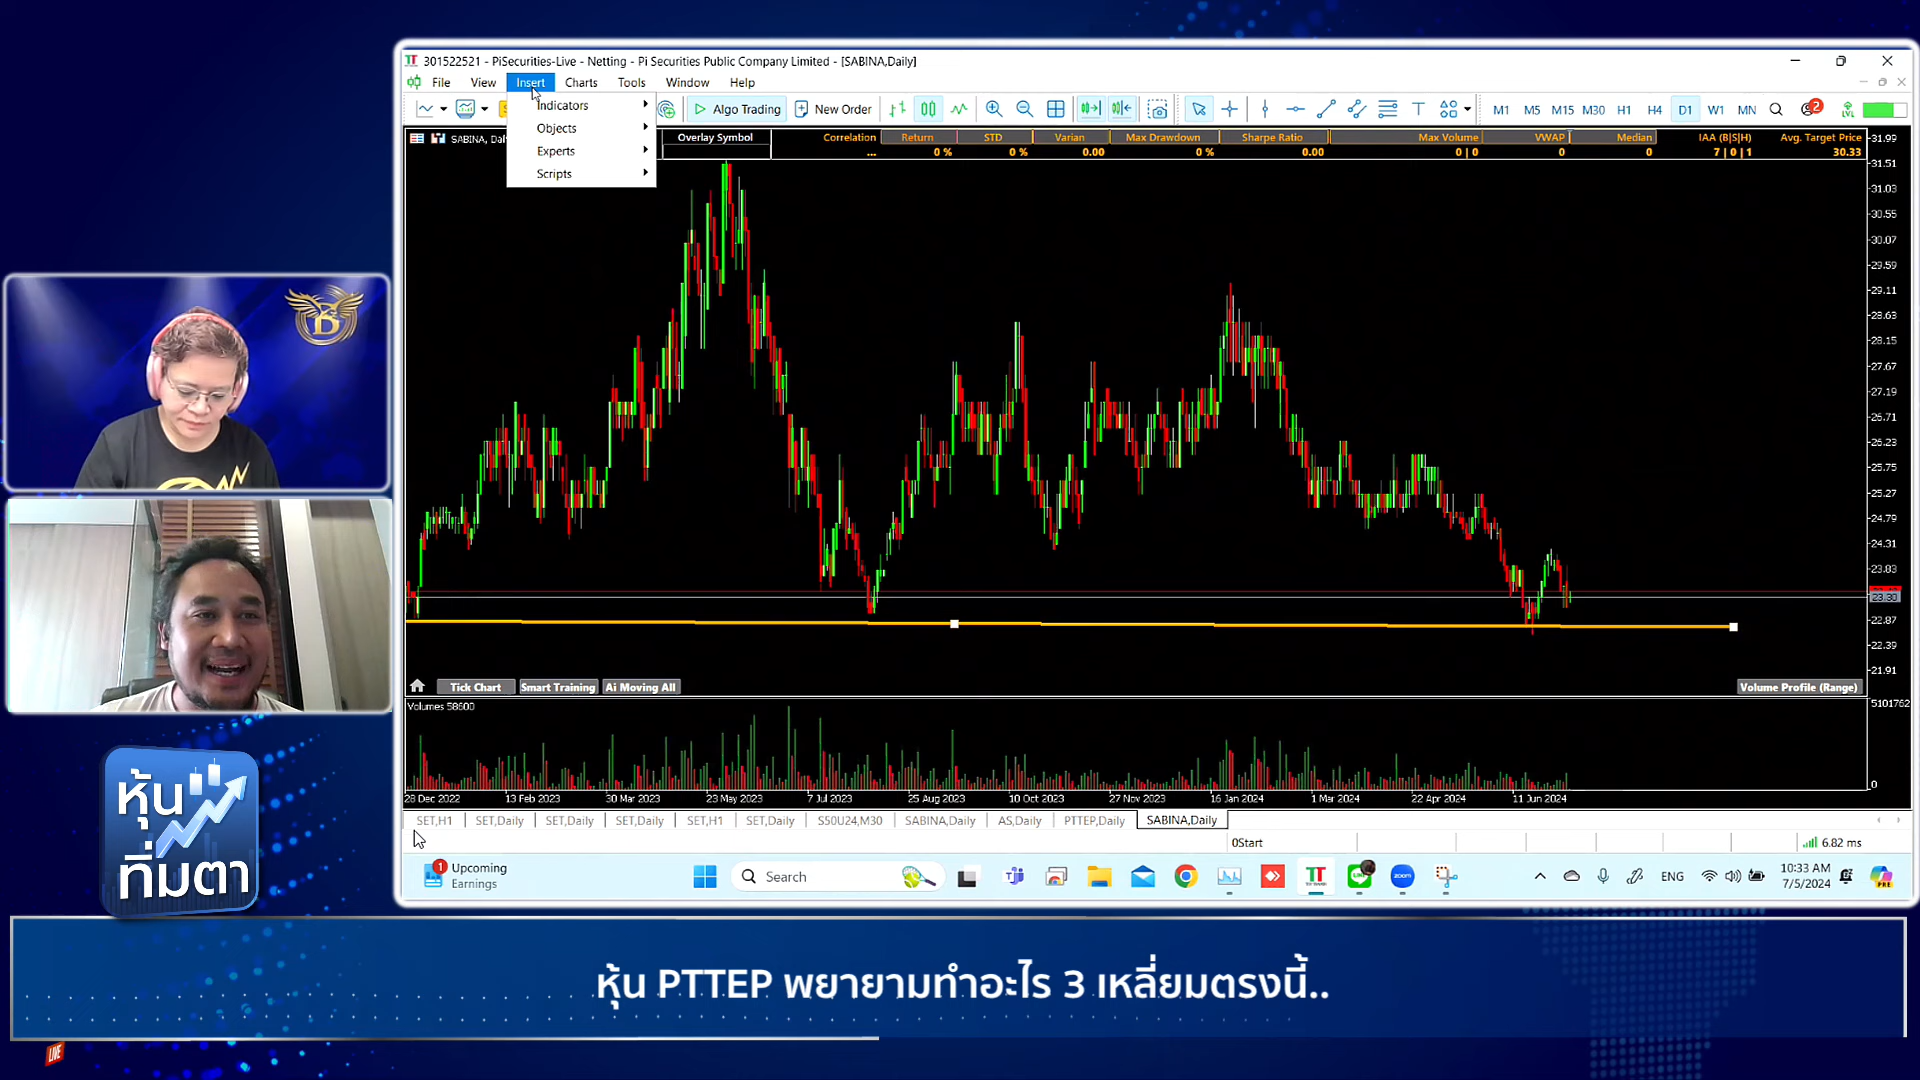 301522521 - PiSecurities-Live - Netting - Pi Securities Public Company Limited - [SABINA,Daily]
File View Insert Charts Tools Window Help
Algo Trading New Order M1 M5 M15 M30 H1 H4 D1 W1 MN 2
Indicators
Objects
Experts
Scripts
SABINA, Dail
Overlay Symbol Correlation Return STD Varian Max Drawdown Sharpe Ratio Max Volume VWAP Median IAA (B|S|H) Avg. Target Price
... 0 % 0 % 0.00 0 % 0.00 0 | 0 0 0 7 | 0 | 1 30.33
31.99
31.51
31.03
30.55
30.07
29.59
29.11
28.63
28.15
27.67
27.19
26.71
26.23
25.75
25.27
24.79
24.31
23.83
23.30
22.87
22.39
21.91
Tick Chart Smart Training Ai Moving All Volume Profile (Range)
Volumes 58600
5101762
0
28 Dec 2022 13 Feb 2023 30 Mar 2023 23 May 2023 7 Jul 2023 25 Aug 2023 10 Oct 2023 27 Nov 2023 16 Jan 2024 1 Mar 2024 22 Apr 2024 11 Jun 2024
SET,H1 SET,Daily SET,Daily SET,Daily SET,H1 SET,Daily S50U24,M30 SABINA,Daily AS,Daily PTTEP,Daily SABINA,Daily
0Start 6.82 ms
1 Upcoming
Earnings
Search
ENG
10:33 AM
7/5/2024
หุ้น
ทิ่มตา
หุ้น PTTEP พยายามทำอะไร 3 เหลี่ยมตรงนี้..
LIVE